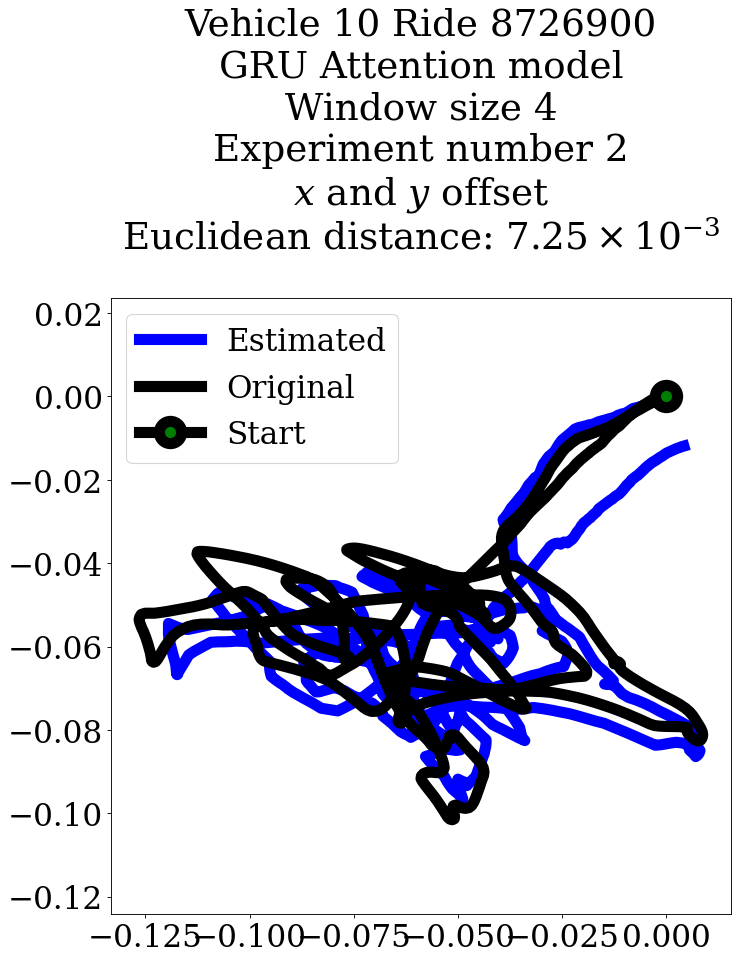 Vehicle 10 Ride 8726900
GRU Attention model
Window size 4
Experiment number 2
x and y offset
Euclidean distance: 7.25 × 10⁻³
Estimated
Original
Start
0.02
0.00
−0.02
−0.04
−0.06
−0.08
−0.10
−0.12
−0.125 −0.100 −0.075 −0.050 −0.025 0.000